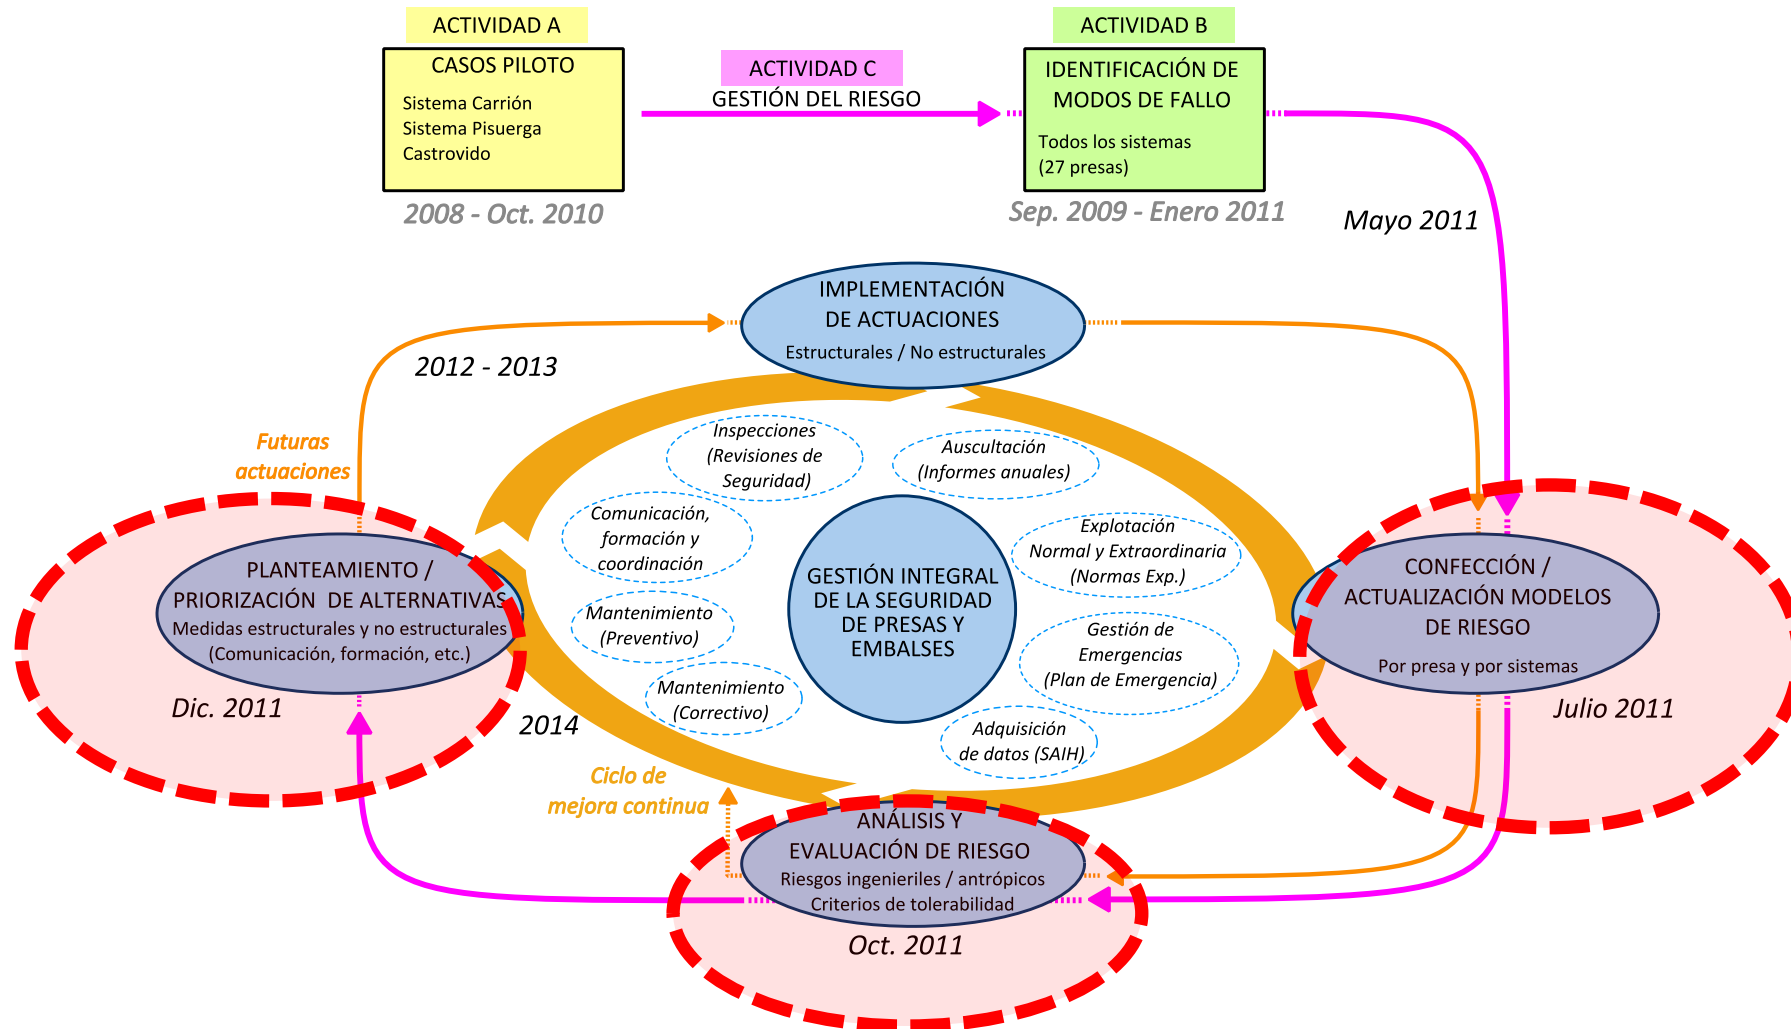 ACTIVIDAD A
CASOS PILOTO
Sistema Carrión
Sistema Pisuerga
Castrovido
2008 - Oct. 2010
ACTIVIDAD C
GESTIÓN DEL RIESGO
ACTIVIDAD B
IDENTIFICACIÓN DE
MODOS DE FALLO
Todos los sistemas
(27 presas)
Sep. 2009 - Enero 2011
Mayo 2011
IMPLEMENTACIÓN
DE ACTUACIONES
Estructurales / No estructurales
2012 - 2013
Futuras
actuaciones
Inspecciones
(Revisiones de
Seguridad)
Auscultación
(Informes anuales)
Comunicación,
formación y
coordinación
Explotación
Normal y Extraordinaria
(Normas Exp.)
Mantenimiento
(Preventivo)
GESTIÓN INTEGRAL
DE LA SEGURIDAD
DE PRESAS Y
EMBALSES
Gestión de
Emergencias
(Plan de Emergencia)
Mantenimiento
(Correctivo)
Adquisición
de datos (SAIH)
PLANTEAMIENTO /
PRIORIZACIÓN DE ALTERNATIVAS
Medidas estructurales y no estructurales
(Comunicación, formación, etc.)
Dic. 2011
CONFECCIÓN /
ACTUALIZACIÓN MODELOS
DE RIESGO
Por presa y por sistemas
Julio 2011
2014
Ciclo de
mejora continua
ANÁLISIS Y
EVALUACIÓN DE RIESGO
Riesgos ingenieriles / antrópicos
Criterios de tolerabilidad
Oct. 2011